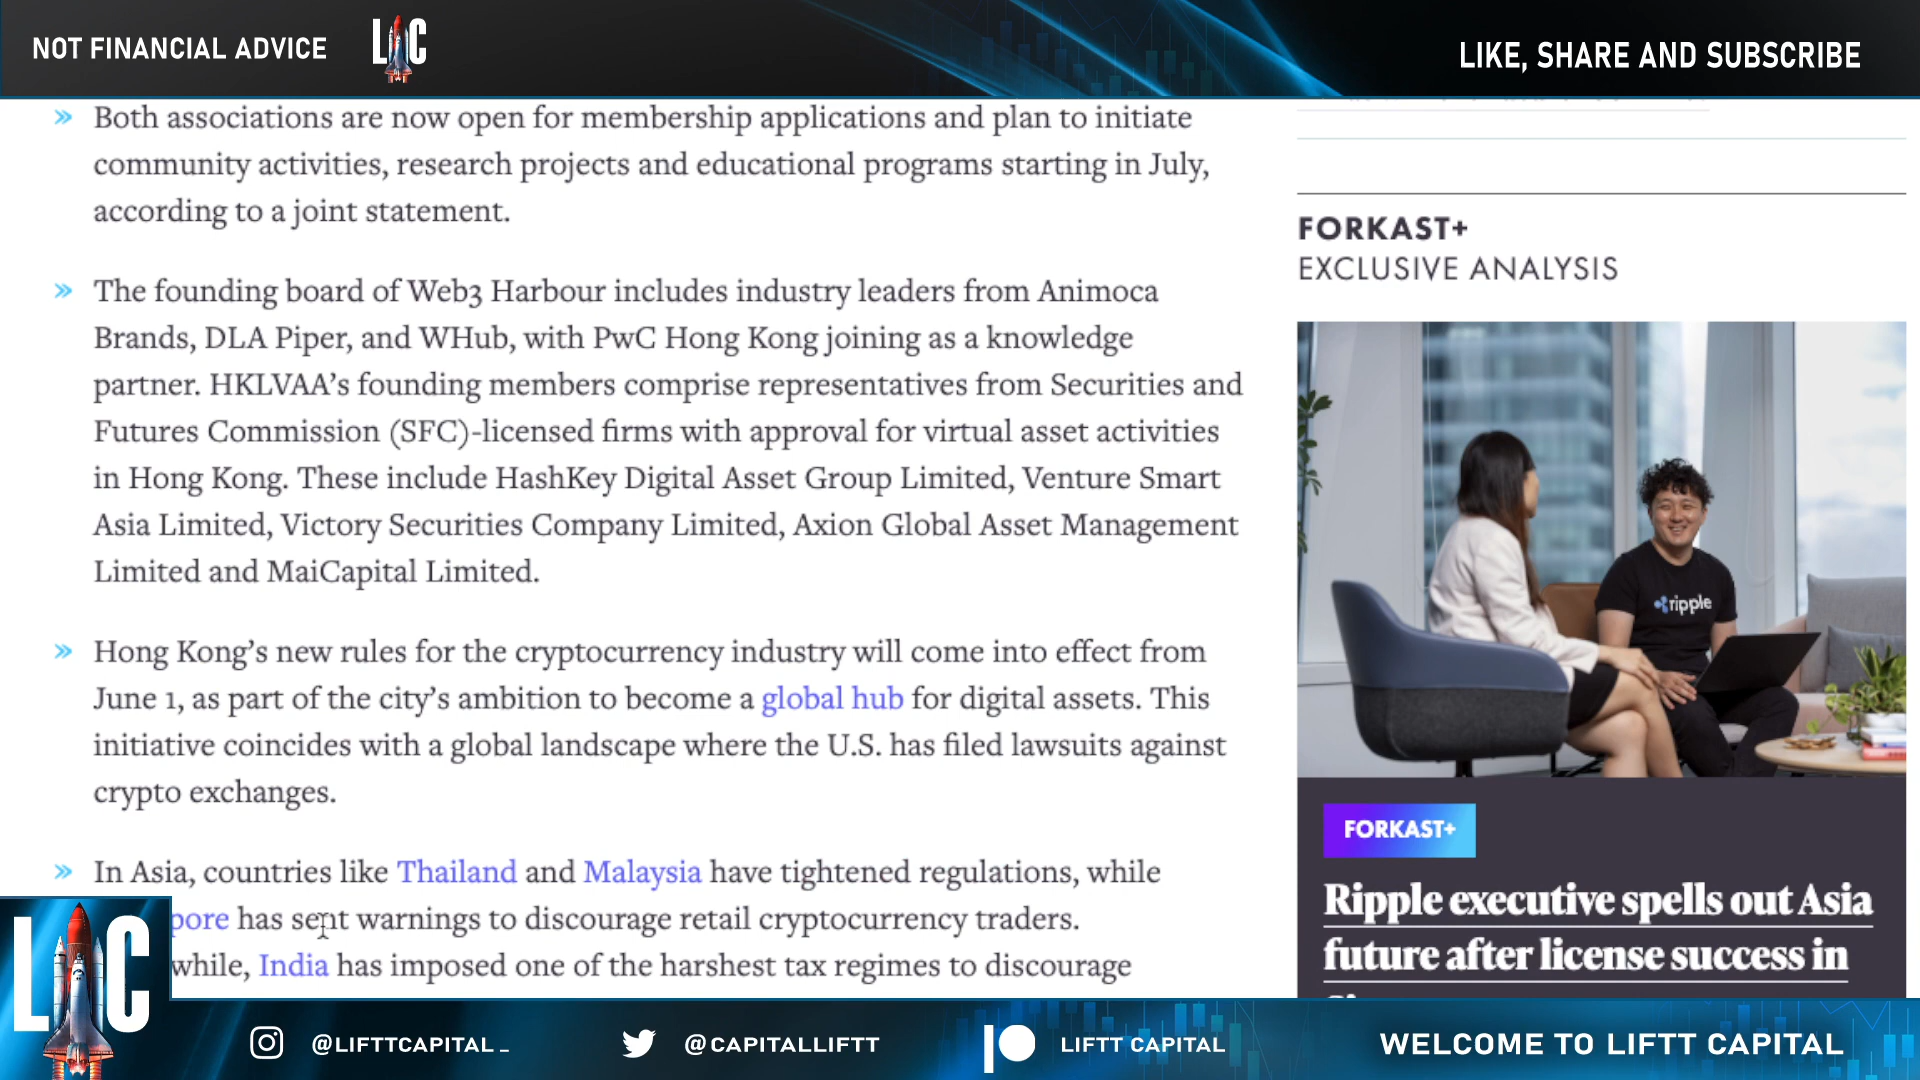 NOT FINANCIAL ADVICE
LC
LIKE, SHARE AND SUBSCRIBE
» Both associations are now open for membership applications and plan to initiate
community activities, research projects and educational programs starting in July,
according to a joint statement.
» The founding board of Web3 Harbour includes industry leaders from Animoca
Brands, DLA Piper, and WHub, with PwC Hong Kong joining as a knowledge
partner. HKLVAA’s founding members comprise representatives from Securities and
Futures Commission (SFC)-licensed firms with approval for virtual asset activities
in Hong Kong. These include HashKey Digital Asset Group Limited, Venture Smart
Asia Limited, Victory Securities Company Limited, Axion Global Asset Management
Limited and MaiCapital Limited.
» Hong Kong’s new rules for the cryptocurrency industry will come into effect from
June 1, as part of the city’s ambition to become a global hub for digital assets. This
initiative coincides with a global landscape where the U.S. has filed lawsuits against
crypto exchanges.
» In Asia, countries like Thailand and Malaysia have tightened regulations, while
pore has sent warnings to discourage retail cryptocurrency traders.
while, India has imposed one of the harshest tax regimes to discourage
FORKAST+
EXCLUSIVE ANALYSIS
ripple
FORKAST+
Ripple executive spells out Asia
future after license success in
LC
@LIFTTCAPITAL_
@CAPITALLIFTT
LIFTT CAPITAL
WELCOME TO LIFTT CAPITAL